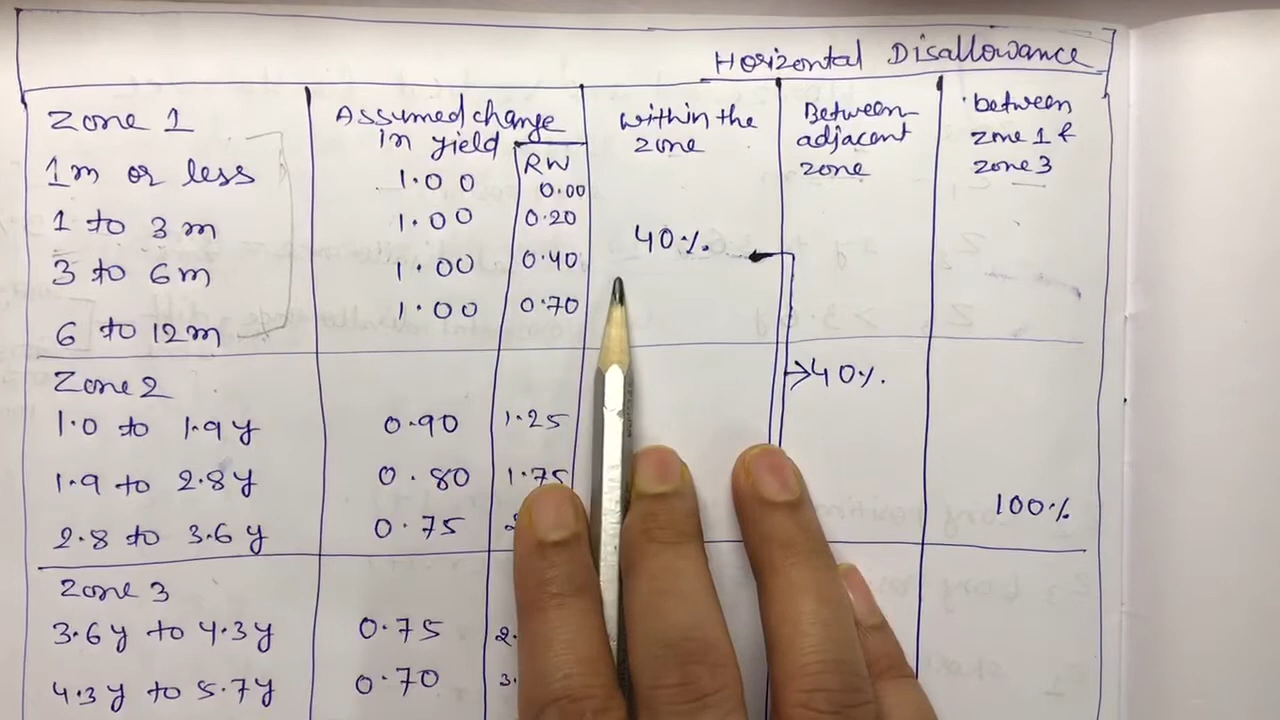 Horizontal Disallowance
Zone 1
Assumed change
in yield
RW
within the
zone
Between
adjacent
zone
between
zone 1 &
zone 3
1m or less
1.00
0.00
1 to 3 m
1.00
0.20
3 to 6m
1.00
0.40
40%.
6 to 12m
1.00
0.70
Zone 2
40%.
1.0 to 1.9y
0.90
1.25
1.9 to 2.8y
0.80
1.75
2.8 to 3.6y
0.75
100%
Zone 3
3.6y to 4.3y
0.75
2.
4.3y to 5.7y
0.70
3.